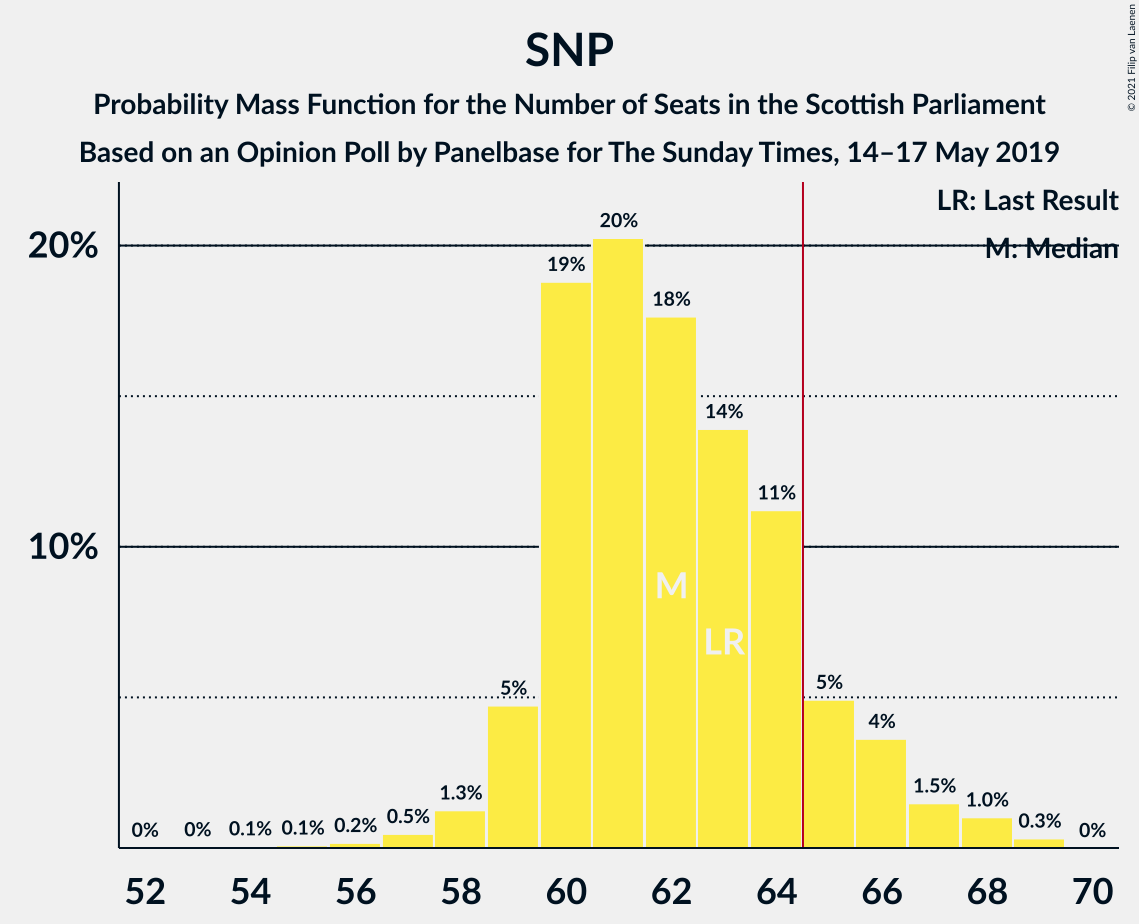 SNP
Probability Mass Function for the Number of Seats in the Scottish Parliament
Based on an Opinion Poll by Panelbase for The Sunday Times, 14–17 May 2019
© 2021 Filip van Laenen
LR: Last Result
M: Median
20%
10%
0%
0%
0.1%
0.1%
0.2%
0.5%
1.3%
5%
19%
20%
18%
14%
11%
5%
4%
1.5%
1.0%
0.3%
0%
M
LR
52 54 56 58 60 62 64 66 68 70